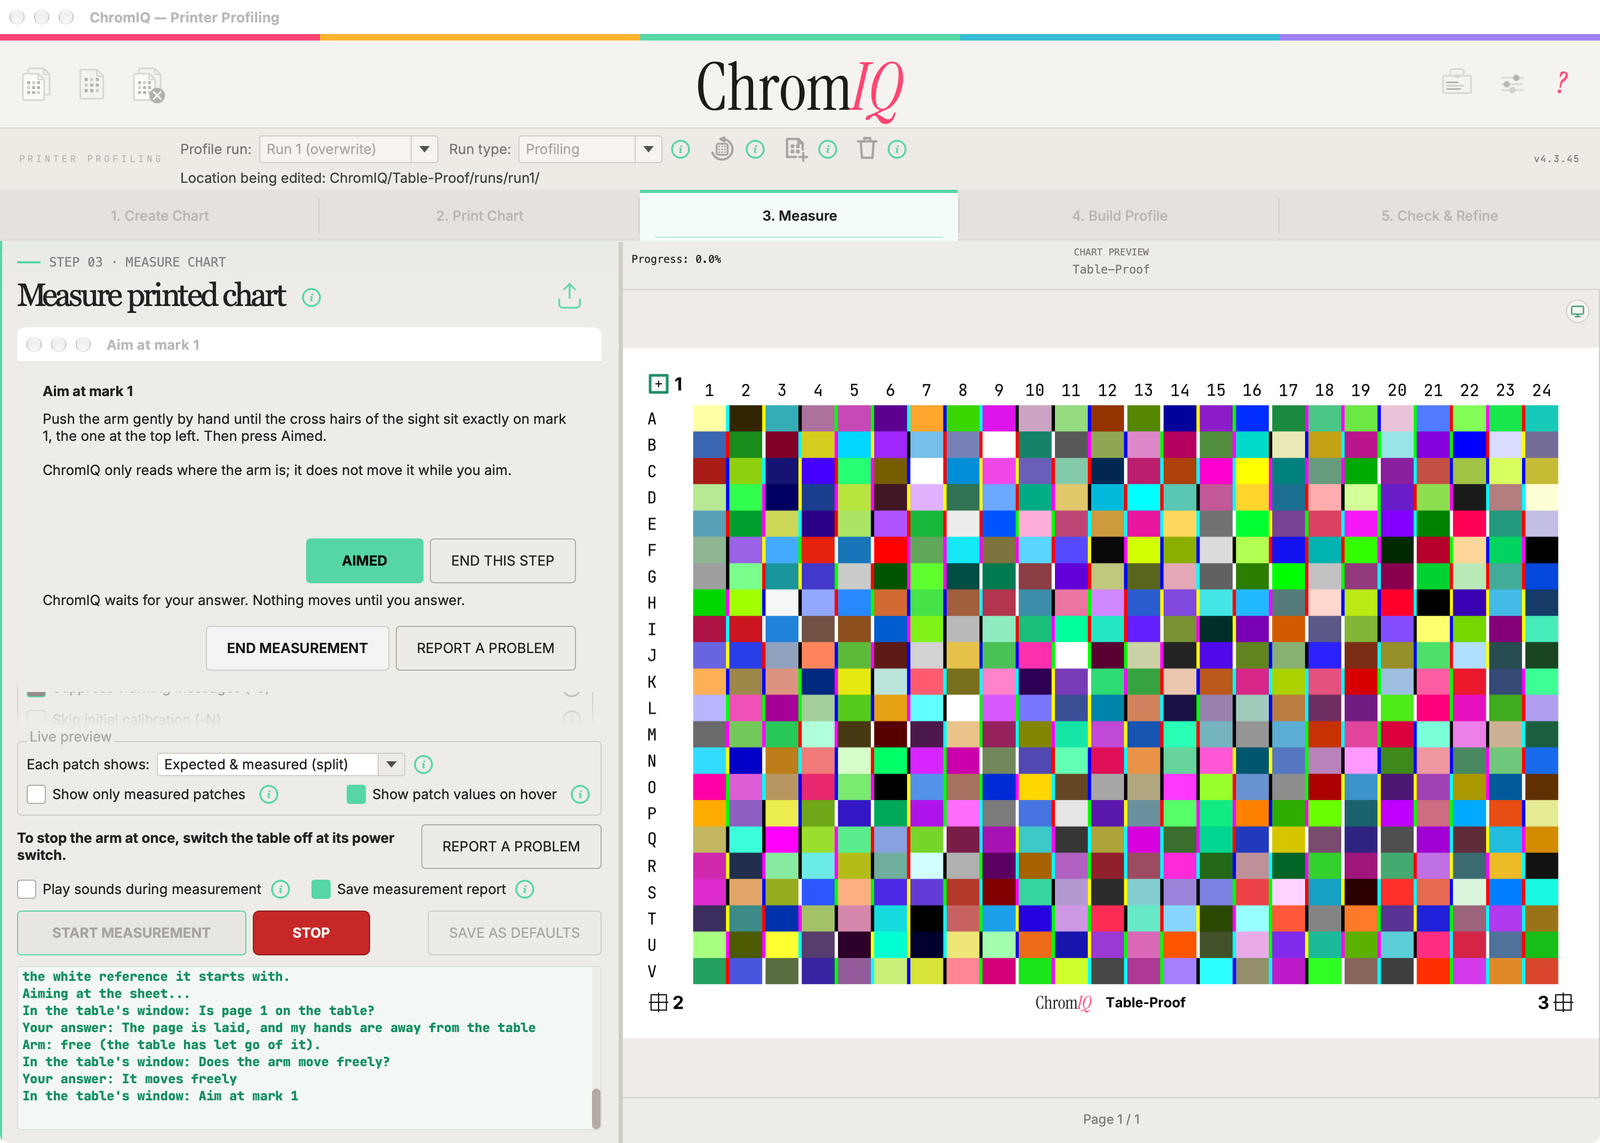 ChromIQ — Printer Profiling
ChromIQ
?
PRINTER PROFILING
Profile run:
Run 1 (overwrite)
Run type:
Profiling
v4.3.45
Location being edited: ChromIQ/Table-Proof/runs/run1/
1. Create Chart
2. Print Chart
3. Measure
4. Build Profile
5. Check & Refine
STEP 03 · MEASURE CHART
Measure printed chart
Aim at mark 1
Aim at mark 1
Push the arm gently by hand until the cross hairs of the sight sit exactly on mark
1, the one at the top left. Then press Aimed.
ChromIQ only reads where the arm is; it does not move it while you aim.
AIMED
END THIS STEP
ChromIQ waits for your answer. Nothing moves until you answer.
END MEASUREMENT
REPORT A PROBLEM
Skip initial calibration (-N)
Live preview
Each patch shows:
Expected & measured (split)
Show only measured patches
Show patch values on hover
To stop the arm at once, switch the table off at its power
switch.
REPORT A PROBLEM
Play sounds during measurement
Save measurement report
START MEASUREMENT
STOP
SAVE AS DEFAULTS
the white reference it starts with.
Aiming at the sheet...
In the table's window: Is page 1 on the table?
Your answer: The page is laid, and my hands are away from the table
Arm: free (the table has let go of it).
In the table's window: Does the arm move freely?
Your answer: It moves freely
In the table's window: Aim at mark 1
Progress: 0.0%
CHART PREVIEW
Table-Proof
1
1 2 3 4 5 6 7 8 9 10 11 12 13 14 15 16 17 18 19 20 21 22 23 24
A
B
C
D
E
F
G
H
I
J
K
L
M
N
O
P
Q
R
S
T
U
V
2
ChromIQ Table-Proof
3
Page 1 / 1